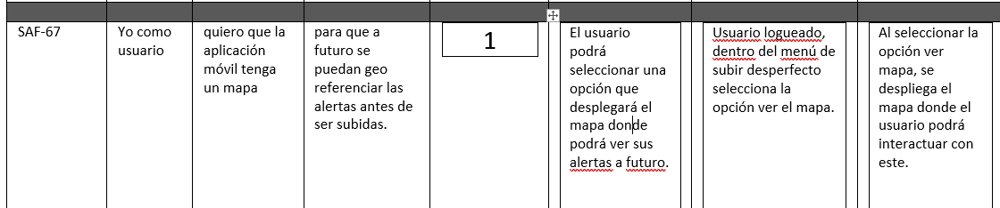 SAF-67
Yo como
usuario
quiero que la
aplicación
móvil tenga
un mapa
para que a
futuro se
puedan geo
referenciar las
alertas antes de
ser subidas.
1
El usuario
podrá
seleccionar una
opción que
desplegará el
mapa donde
podrá ver sus
alertas a futuro.
Usuario logueado,
dentro del menú de
subir desperfecto
selecciona la
opción ver el mapa.
Al seleccionar la
opción ver
mapa, se
despliega el
mapa donde el
usuario podrá
interactuar con
este.